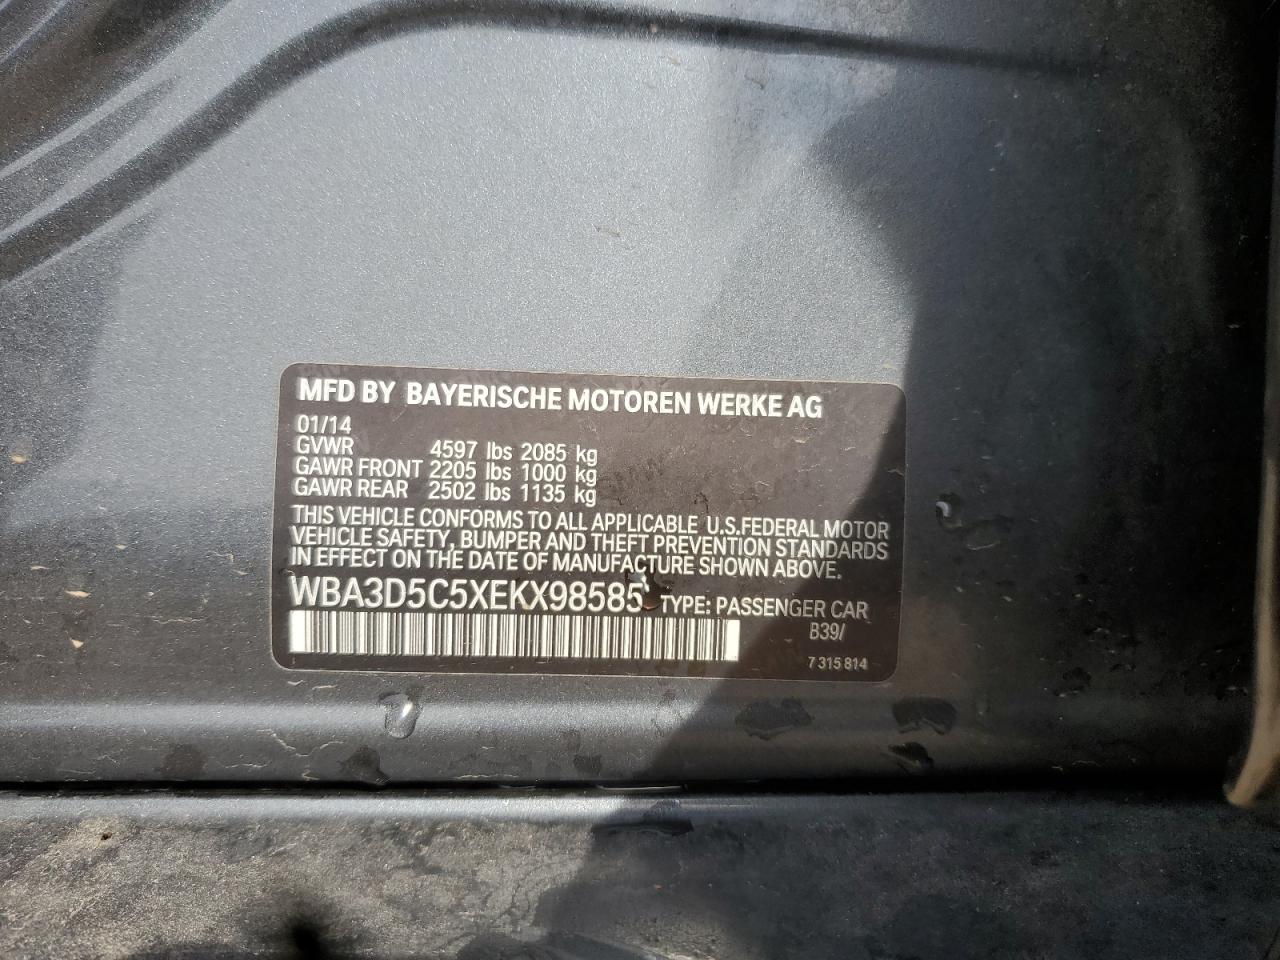 MFD BY BAYERISCHE MOTOREN WERKE AG
01/14
GVWR 4597 lbs 2085 kg
GAWR FRONT 2205 lbs 1000 kg
GAWR REAR 2502 lbs 1135 kg
THIS VEHICLE CONFORMS TO ALL APPLICABLE U.S.FEDERAL MOTOR
VEHICLE SAFETY, BUMPER AND THEFT PREVENTION STANDARDS
IN EFFECT ON THE DATE OF MANUFACTURE SHOWN ABOVE.
WBA3D5C5XEKX98585 TYPE: PASSENGER CAR
B39/
7 315 814